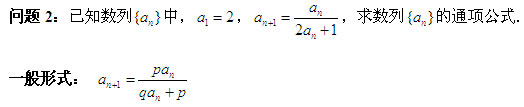 问题 2：已知数列{aₙ}中，a₁ = 2，aₙ₊₁ = aₙ/(2aₙ+1)，求数列{aₙ}的通项公式.
一般形式： aₙ₊₁ = paₙ/(qaₙ + p)